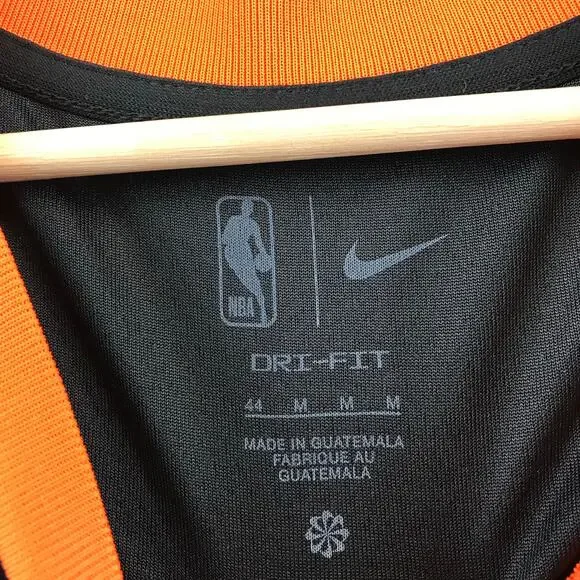 NBA
DRI-FIT
44 M M M
MADE IN GUATEMALA
FABRIQUE AU
GUATEMALA